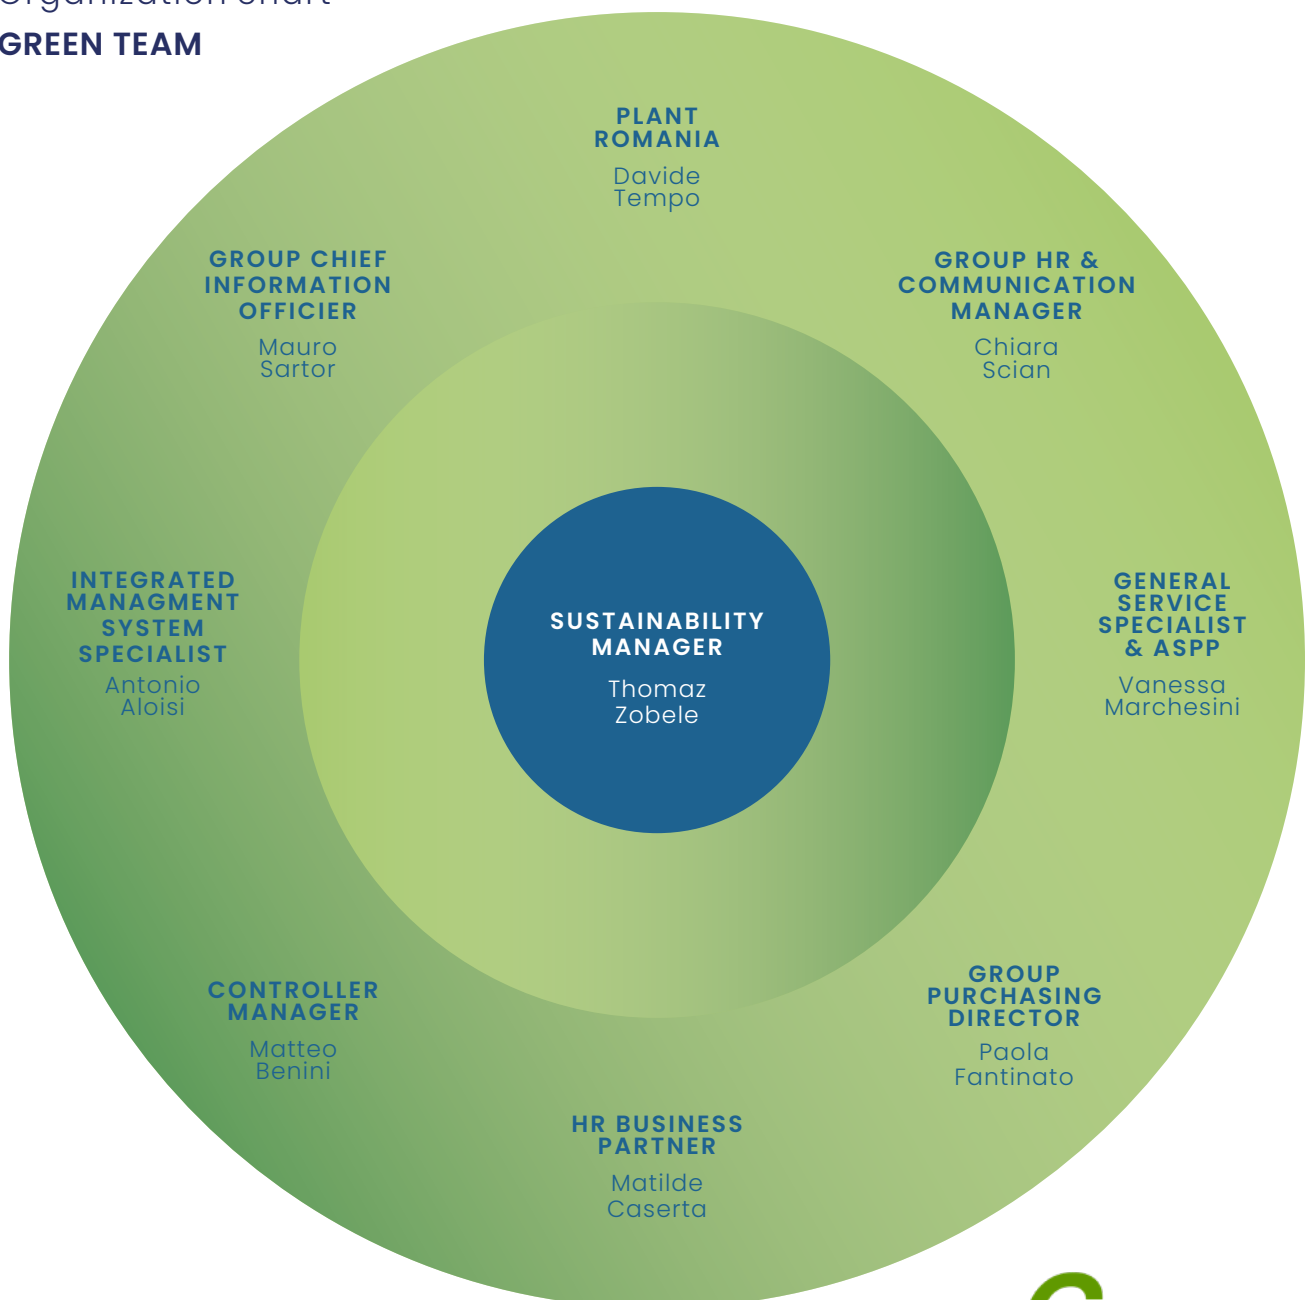 Organization chart
GREEN TEAM
PLANT
ROMANIA
Davide
Tempo
GROUP CHIEF
INFORMATION
OFFICIER
Mauro
Sartor
GROUP HR &
COMMUNICATION
MANAGER
Chiara
Scian
INTEGRATED
MANAGMENT
SYSTEM
SPECIALIST
Antonio
Aloisi
SUSTAINABILITY
MANAGER
Thomaz
Zobele
GENERAL
SERVICE
SPECIALIST
& ASPP
Vanessa
Marchesini
CONTROLLER
MANAGER
Matteo
Benini
GROUP
PURCHASING
DIRECTOR
Paola
Fantinato
HR BUSINESS
PARTNER
Matilde
Caserta